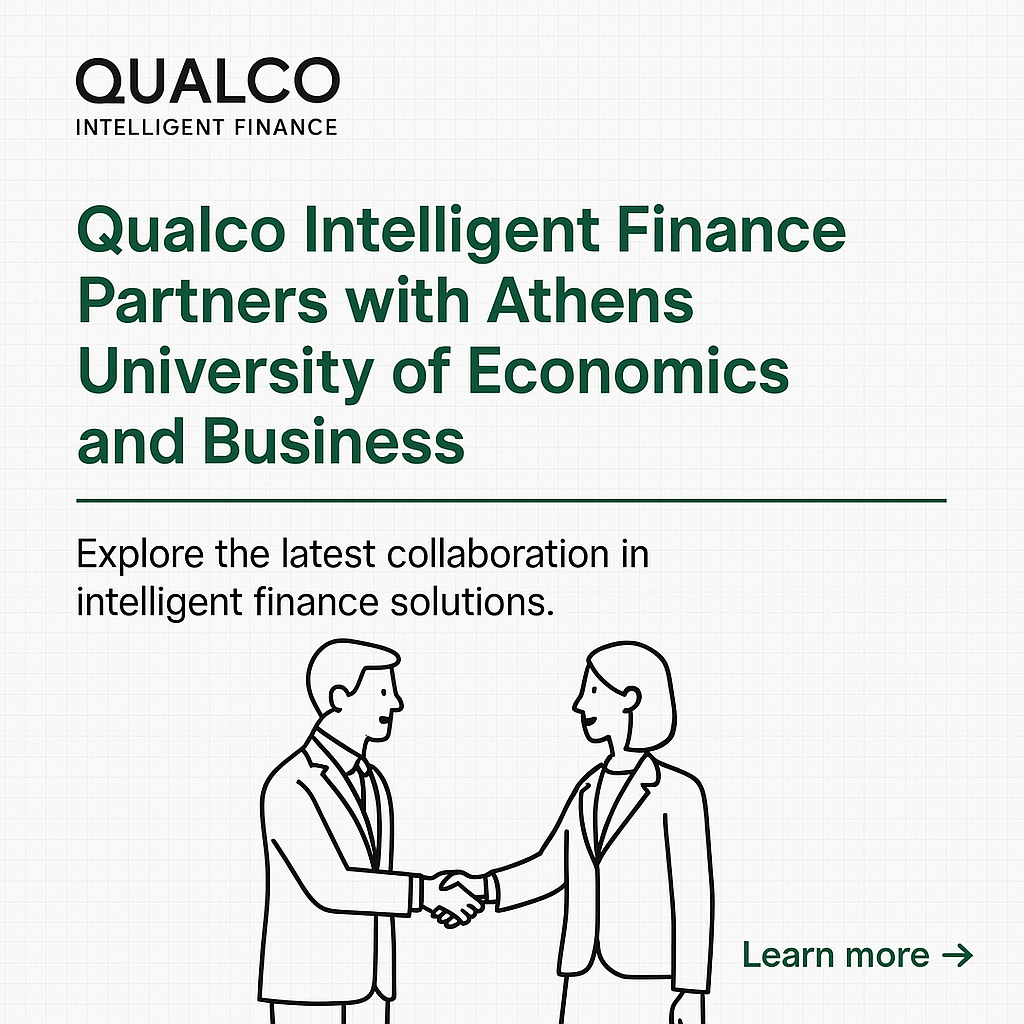 QUALCO
INTELLIGENT FINANCE
Qualco Intelligent Finance
Partners with Athens
University of Economics
and Business
Explore the latest collaboration in
intelligent finance solutions.
Learn more →